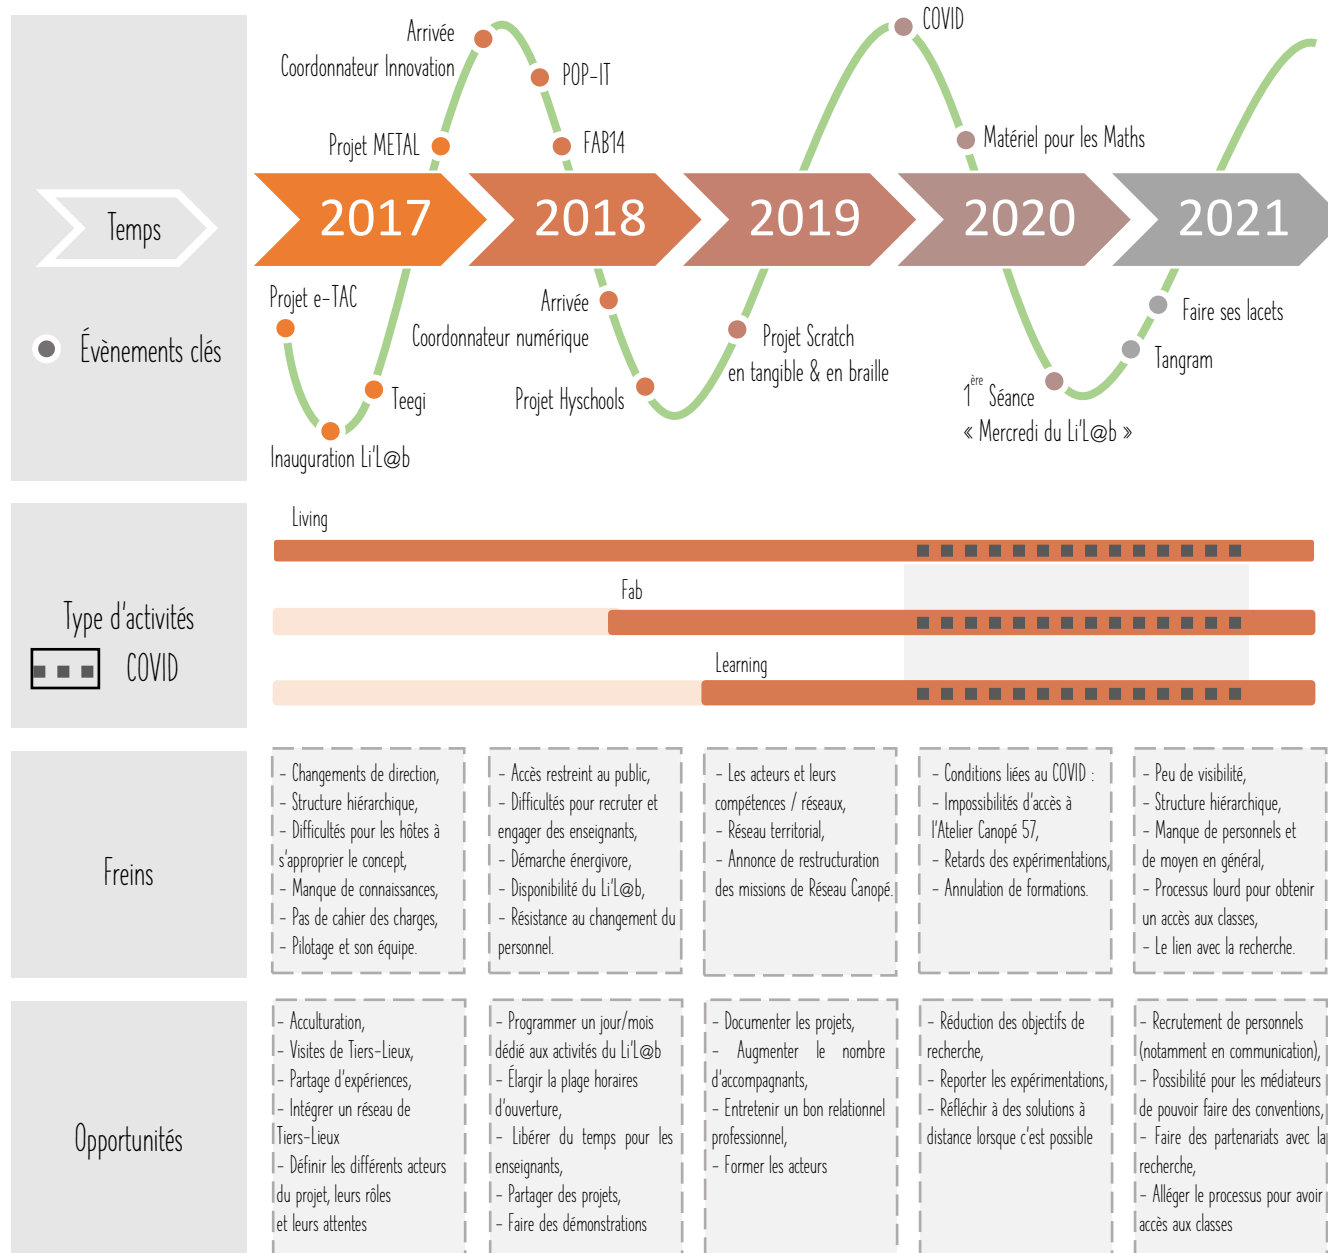 Temps
Évènements clés
Arrivée
Coordonnateur Innovation
POP-IT
Projet METAL
FAB14
COVID
Matériel pour les Maths
2017
2018
2019
2020
2021
Projet e-TAC
Teegi
Inauguration Li'L@b
Arrivée
Coordonnateur numérique
Projet Hyschools
Projet Scratch
en tangible & en braille
1ère Séance
« Mercredi du Li'L@b »
Faire ses lacets
Tangram
Type d'activités
COVID
Living
Fab
Learning
Freins
- Changements de direction,
- Structure hiérarchique,
- Difficultés pour les hôtes à
s'approprier le concept,
- Manque de connaissances,
- Pas de cahier des charges,
- Pilotage et son équipe.
- Accès restreint au public,
- Difficultés pour recruter et
engager des enseignants,
- Démarche énergivore,
- Disponibilité du Li'L@b,
- Résistance au changement du
personnel.
- Les acteurs et leurs
compétences / réseaux,
- Réseau territorial,
- Annonce de restructuration
des missions de Réseau Canopé.
- Conditions liées au COVID :
- Impossibilités d'accès à
l'Atelier Canopé 57,
- Retards des expérimentations,
- Annulation de formations.
- Peu de visibilité,
- Structure hiérarchique,
- Manque de personnels et
de moyen en général,
- Processus lourd pour obtenir
un accès aux classes,
- Le lien avec la recherche.
Opportunités
- Acculturation,
- Visites de Tiers-Lieux,
- Partage d'expériences,
- Intégrer un réseau de
Tiers-Lieux
- Définir les différents acteurs
du projet, leurs rôles
et leurs attentes
- Programmer un jour/mois
dédié aux activités du Li'L@b
- Élargir la plage horaires
d'ouverture,
- Libérer du temps pour les
enseignants,
- Partager des projets,
- Faire des démonstrations
- Documenter les projets,
- Augmenter le nombre
d'accompagnants,
- Entretenir un bon relationnel
professionnel,
- Former les acteurs
- Réduction des objectifs de
recherche,
- Reporter les expérimentations,
- Réfléchir à des solutions à
distance lorsque c'est possible
- Recrutement de personnels
(notamment en communication),
- Possibilité pour les médiateurs
de pouvoir faire des conventions,
- Faire des partenariats avec la
recherche,
- Alléger le processus pour avoir
accès aux classes